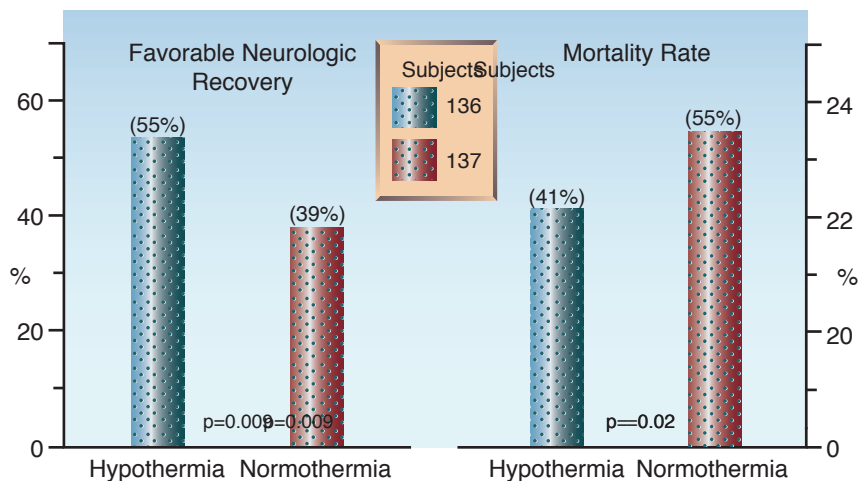 Favorable Neurologic
Recovery
Subjects
Subjects
136
137
Mortality Rate
60
40
%
20
0
(55%)
(39%)
p=0.009
p=0.009
Hypothermia Normothermia
(41%)
(55%)
p=0.02
Hypothermia Normothermia
24
22
%
20
0